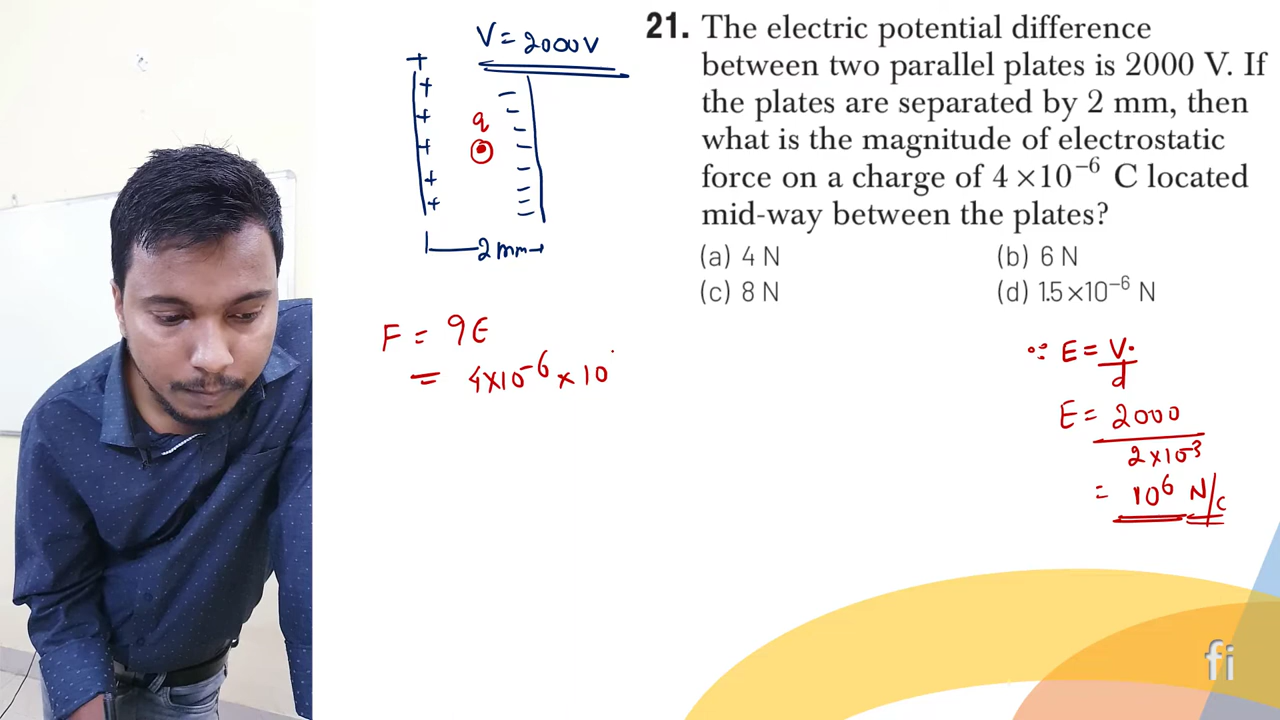 V = 2000V
21. The electric potential difference
between two parallel plates is 2000 V. If
the plates are separated by 2 mm, then
what is the magnitude of electrostatic
force on a charge of 4 ×10⁻⁶ C located
mid-way between the plates?
(a) 4 N
(b) 6 N
(c) 8 N
(d) 1.5 ×10⁻⁶ N
q
2 mm
F = qE
= 4×10⁻⁶ × 10
∵ E = V/d
E = 2000/2×10⁻³
= 10⁶ N/C
fi